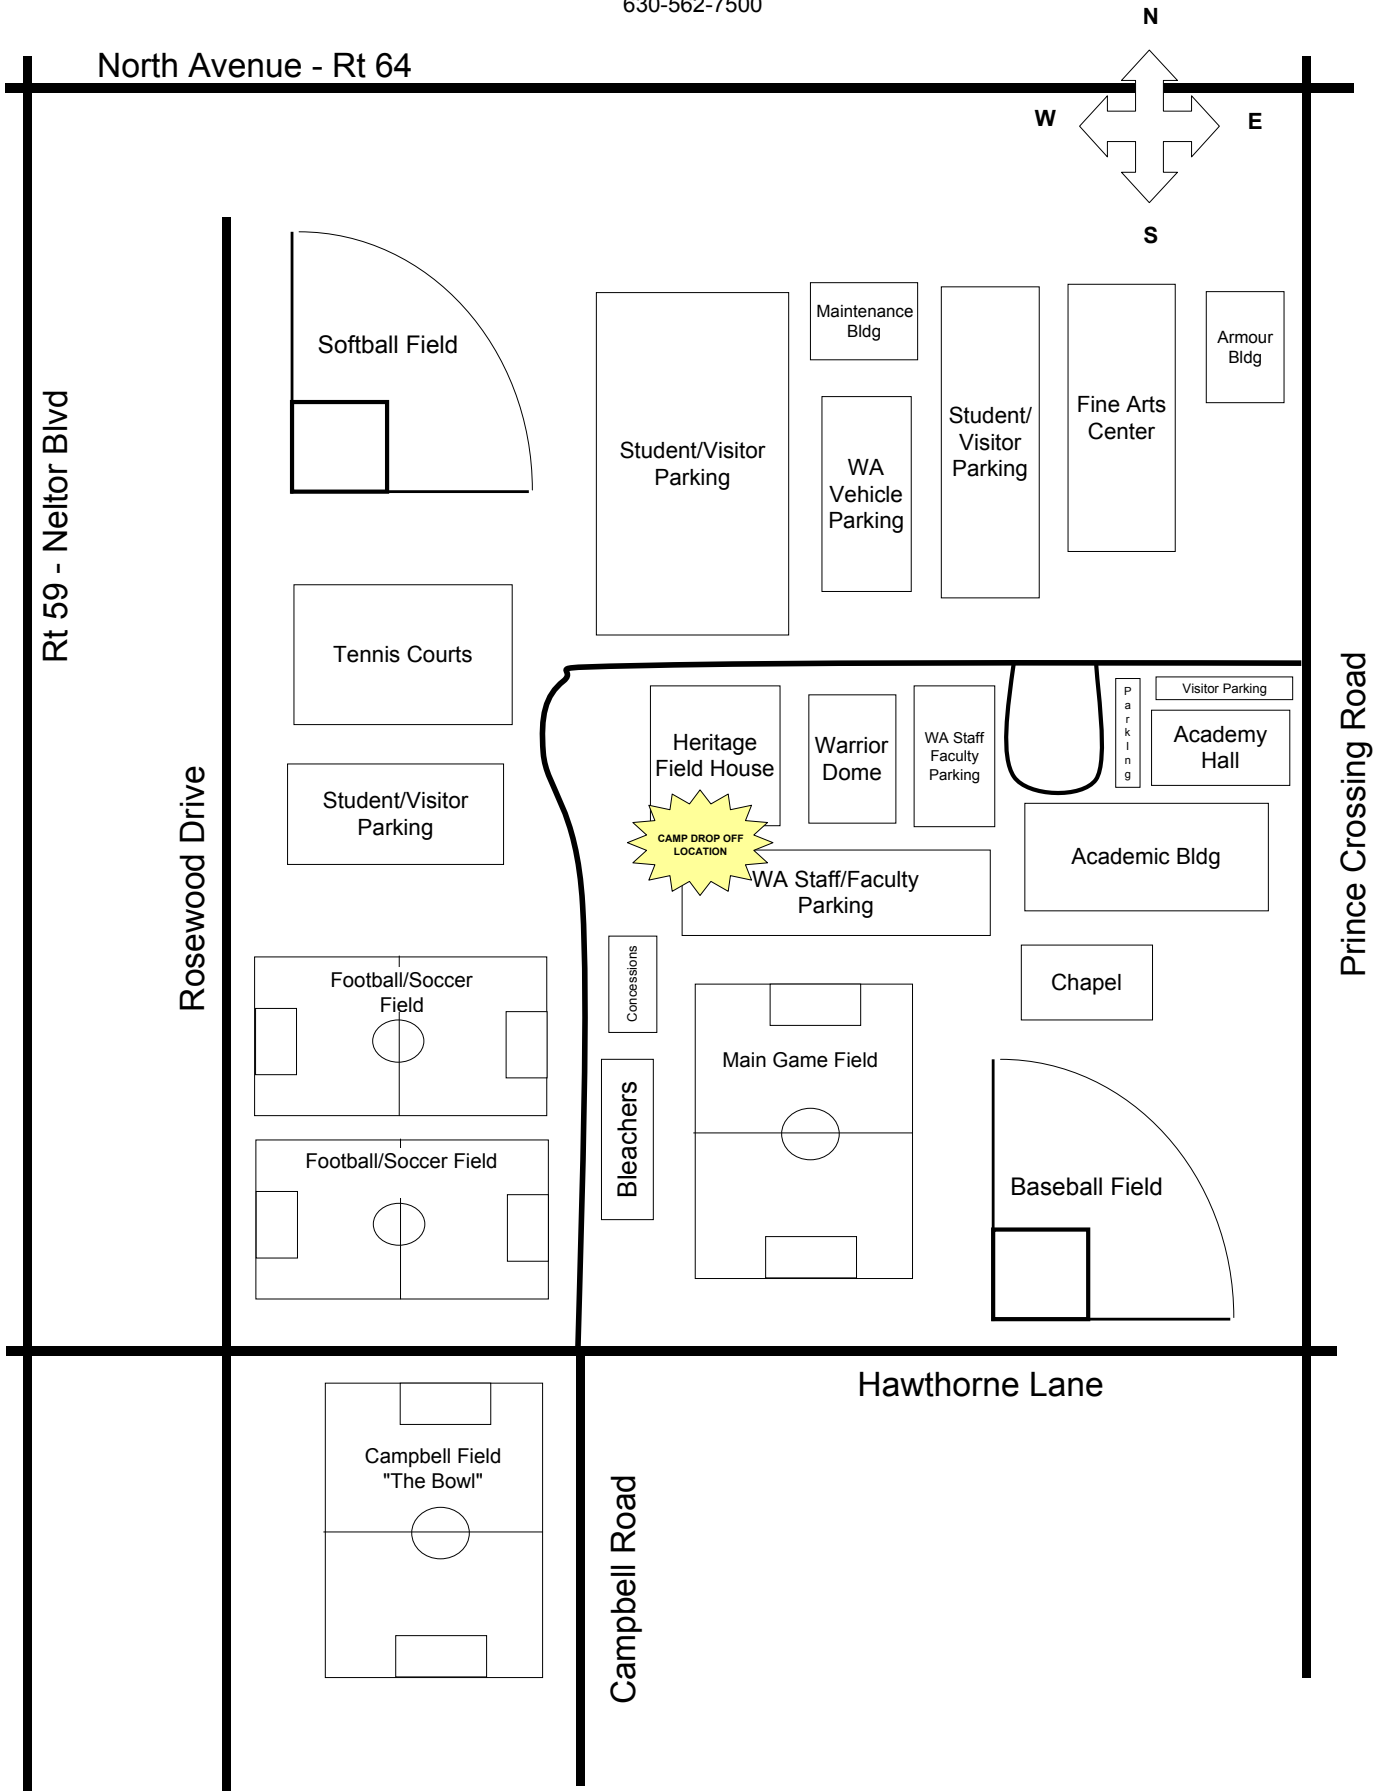 630-562-7500
N
North Avenue - Rt 64
W
E
S
Softball Field
Maintenance
Bldg
Armour
Bldg
Student/Visitor
Parking
WA
Vehicle
Parking
Student/
Visitor
Parking
Fine Arts
Center
Rt 59 - Neltor Blvd
Tennis Courts
Prince Crossing Road
Rosewood Drive
Heritage
Field House
Warrior
Dome
WA Staff
Faculty
Parking
P
a
r
k
I
n
g
Visitor Parking
Academy
Hall
Student/Visitor
Parking
CAMP DROP OFF
LOCATION
WA Staff/Faculty
Parking
Academic Bldg
Concessions
Chapel
Football/Soccer
Field
Main Game Field
Bleachers
Football/Soccer Field
Baseball Field
Hawthorne Lane
Campbell Field
"The Bowl"
Campbell Road